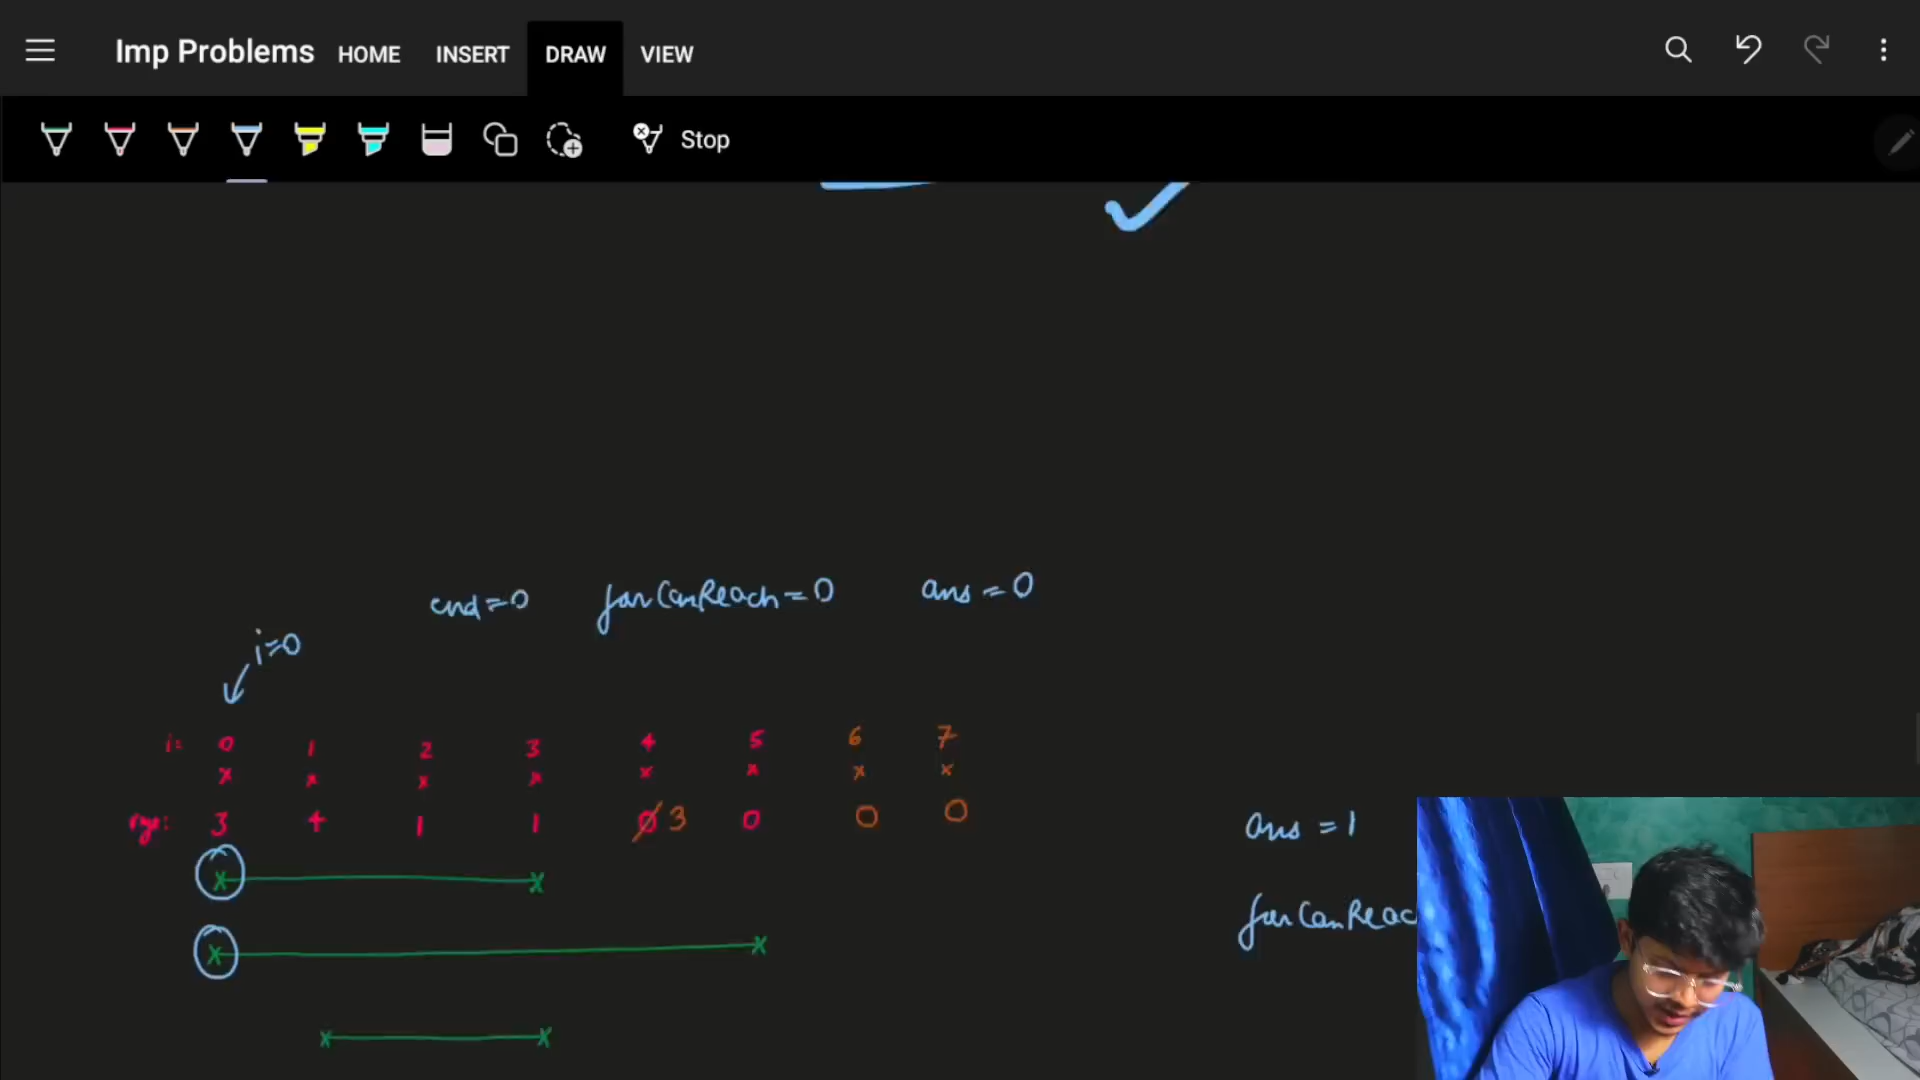 Imp Problems HOME INSERT DRAW VIEW
Stop
end=0 farCanReach=0 ans=0
i=0
i: 0 1 2 3 4 5 6 7
x x x x x x x x
rge: 3 4 1 1 0 3 0 0 0
ans = 1
farCanReac